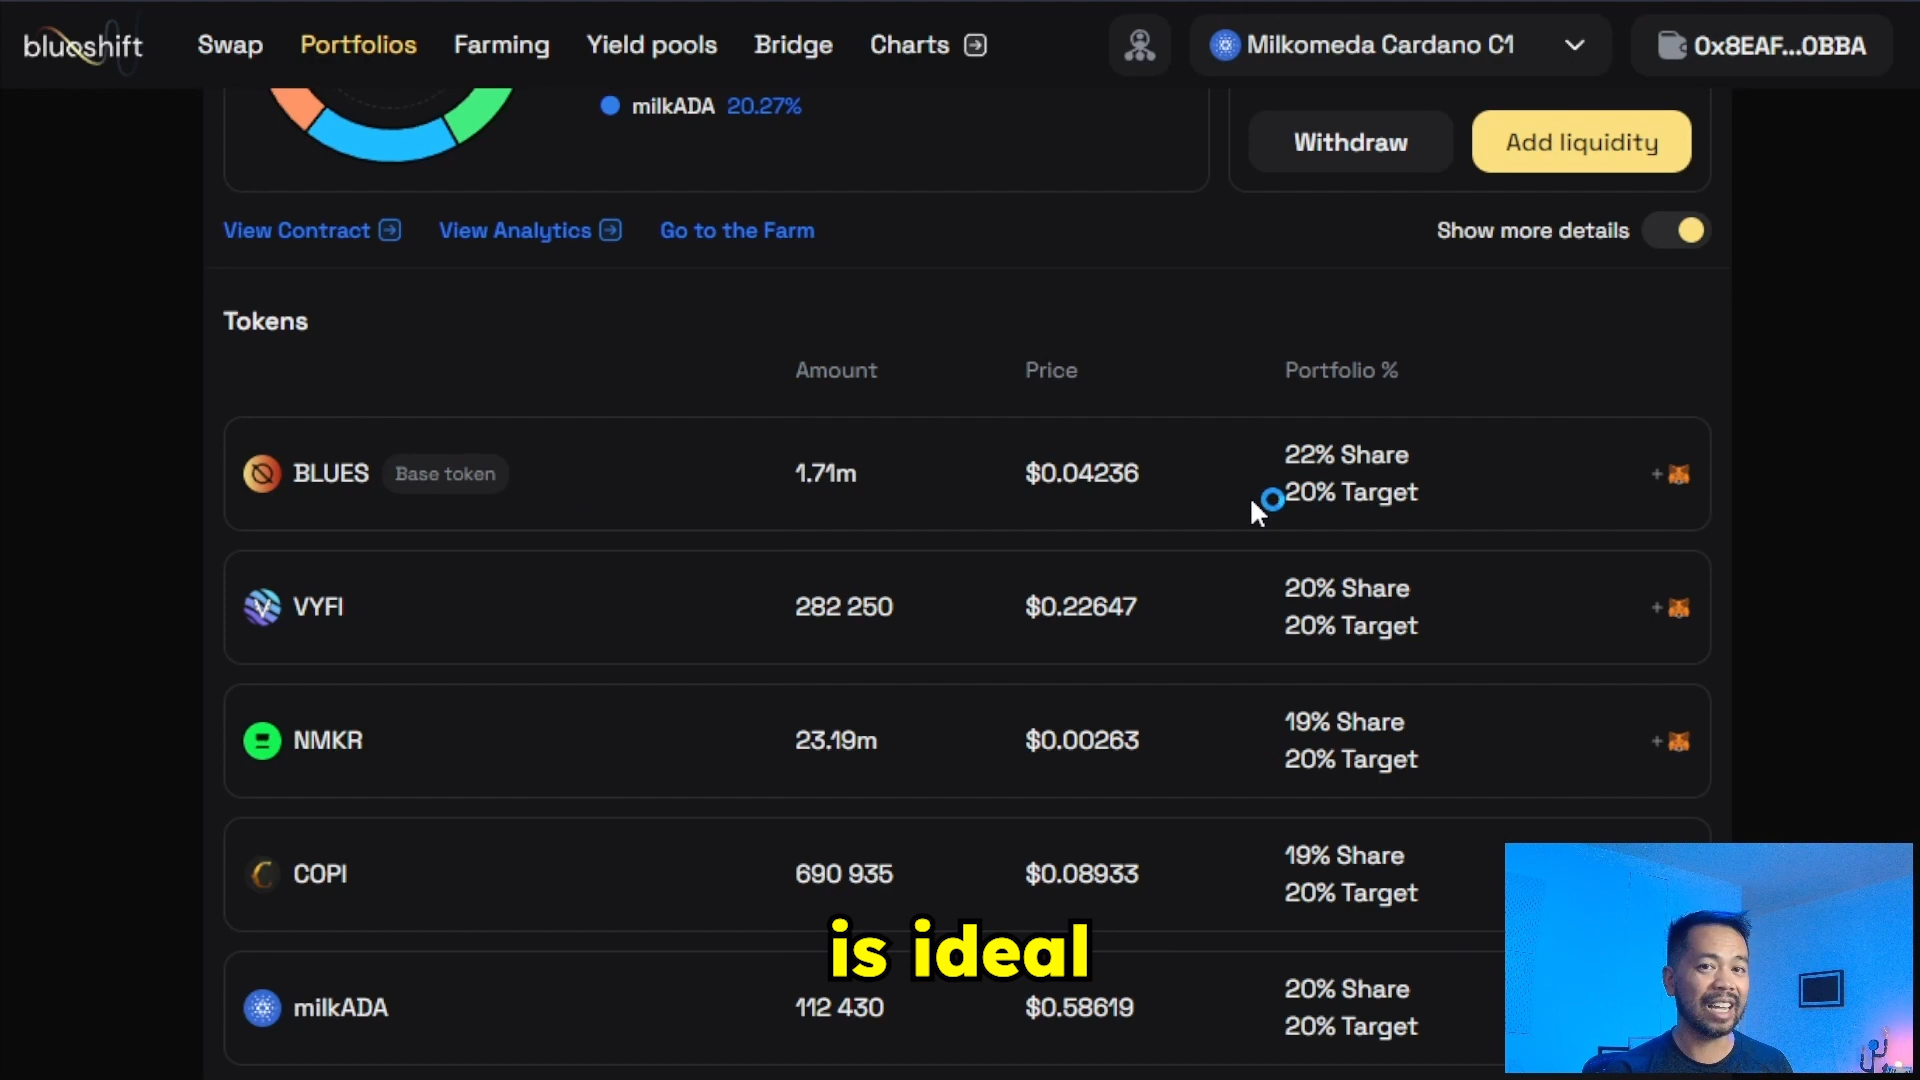 blueshift Swap Portfolios Farming Yield pools Bridge Charts Milkomeda Cardano C1 0x8EAF...0BBA
milkADA 20.27%
Withdraw Add liquidity
View Contract View Analytics Go to the Farm Show more details
Tokens
Amount Price Portfolio %
BLUES Base token 1.71m $0.04236 22% Share
20% Target
VYFI 282 250 $0.22647 20% Share
20% Target
NMKR 23.19m $0.00263 19% Share
20% Target
COPI 690 935 $0.08933 19% Share
20% Target
is ideal
milkADA 112 430 $0.58619 20% Share
20% Target